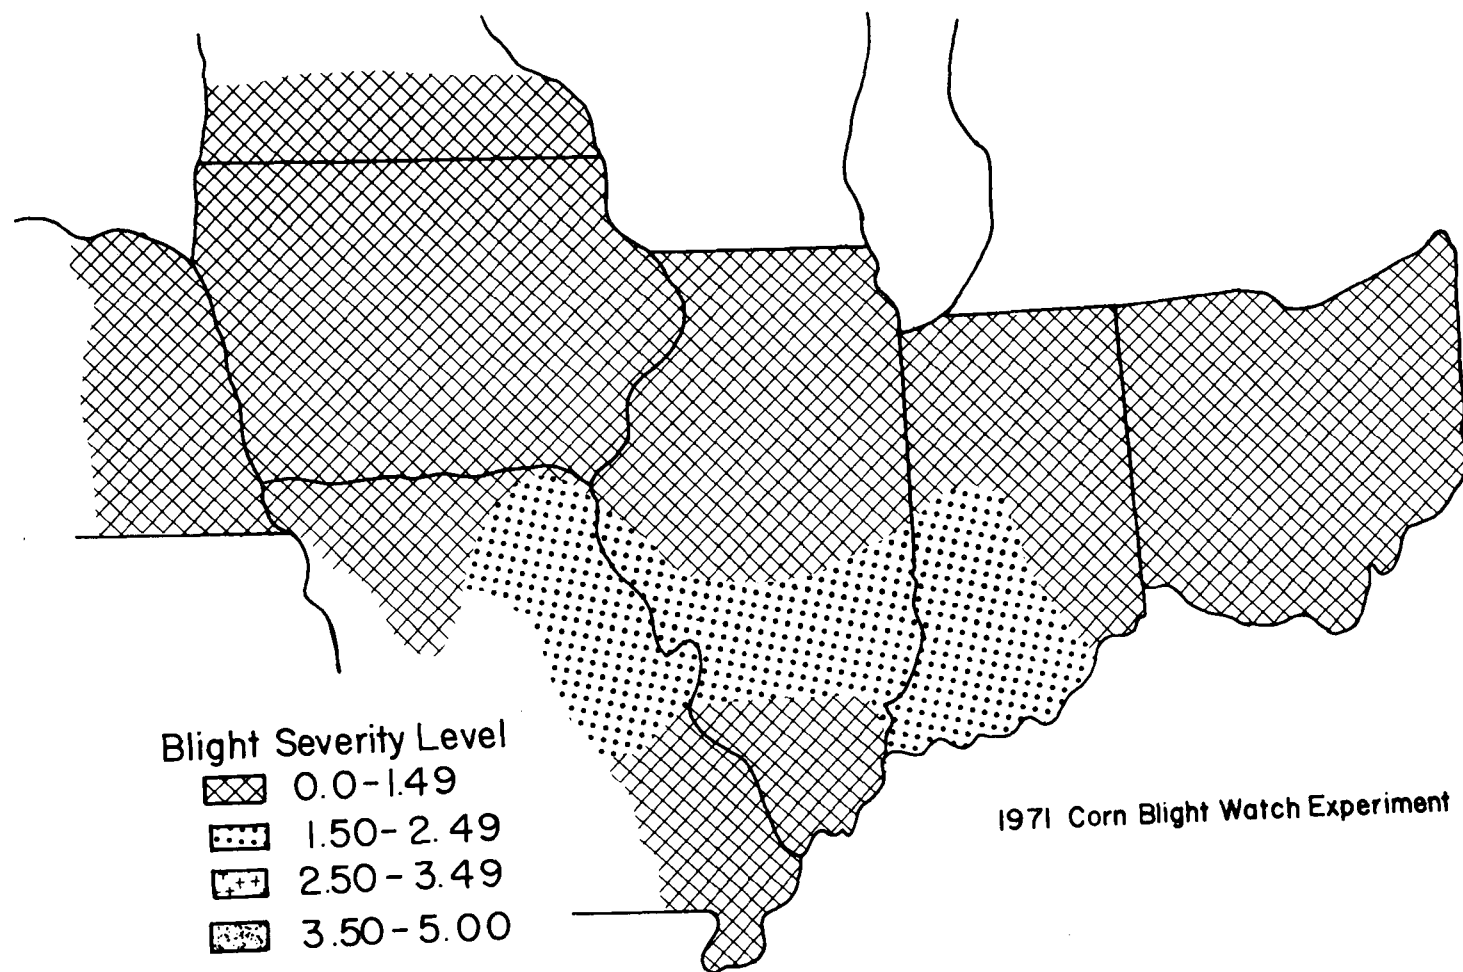 Blight Severity Level
0.0-1.49
1.50-2.49
2.50-3.49
3.50-5.00
1971 Corn Blight Watch Experiment